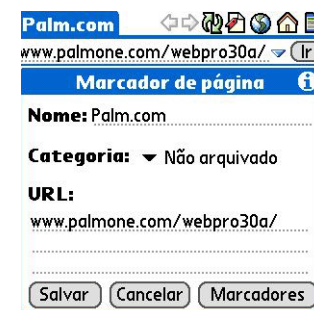 Palm.com
www.palmone.com/webpro30a/ Ir
Marcador de página
Nome: Palm.com
Categoria: Não arquivado
URL:
www.palmone.com/webpro30a/
Salvar Cancelar Marcadores